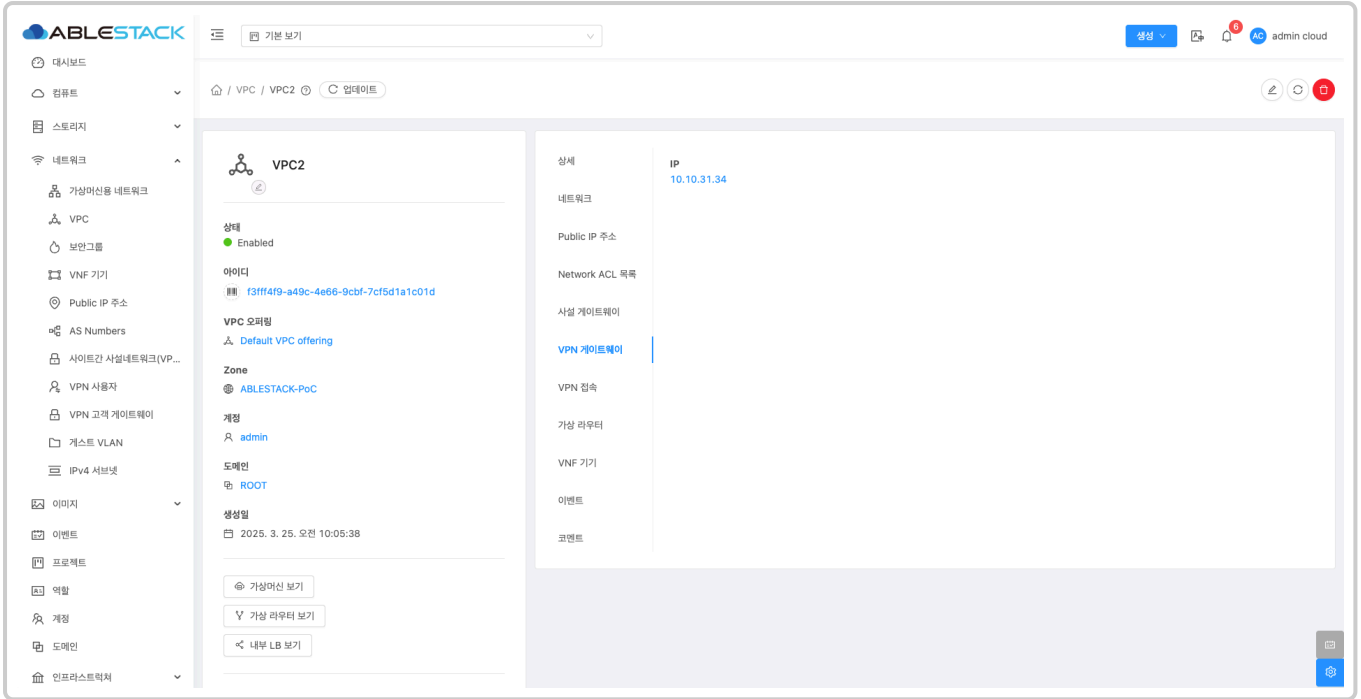 ABLESTACK
기본 보기
생성
6
AC
admin cloud
대시보드
컴퓨트
스토리지
네트워크
가상머신용 네트워크
VPC
보안그룹
VNF 기기
Public IP 주소
AS Numbers
사이트간 사설네트워크(VP...
VPN 사용자
VPN 고객 게이트웨이
게스트 VLAN
IPv4 서브넷
이미지
이벤트
프로젝트
역할
계정
도메인
인프라스트럭쳐
/ VPC / VPC2
업데이트
VPC2
상태
Enabled
아이디
f3fff4f9-a49c-4e66-9cbf-7cf5d1a1c01d
VPC 오퍼링
Default VPC offering
Zone
ABLESTACK-PoC
계정
admin
도메인
ROOT
생성일
2025. 3. 25. 오전 10:05:38
가상머신 보기
가상 라우터 보기
내부 LB 보기
상세
네트워크
Public IP 주소
Network ACL 목록
사설 게이트웨이
VPN 게이트웨이
VPN 접속
가상 라우터
VNF 기기
이벤트
코멘트
IP
10.10.31.34